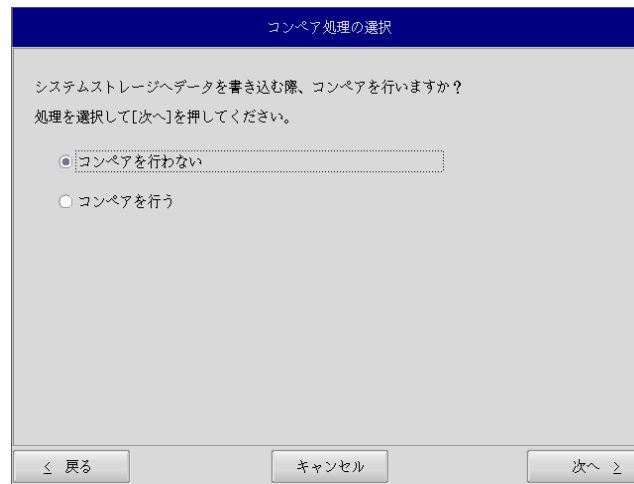 コンペア処理の選択
システムストレージへデータを書き込む際、コンペアを行いますか？
処理を選択して[次へ]を押してください。
コンペアを行わない
コンペアを行う
< 戻る
キャンセル
次へ >